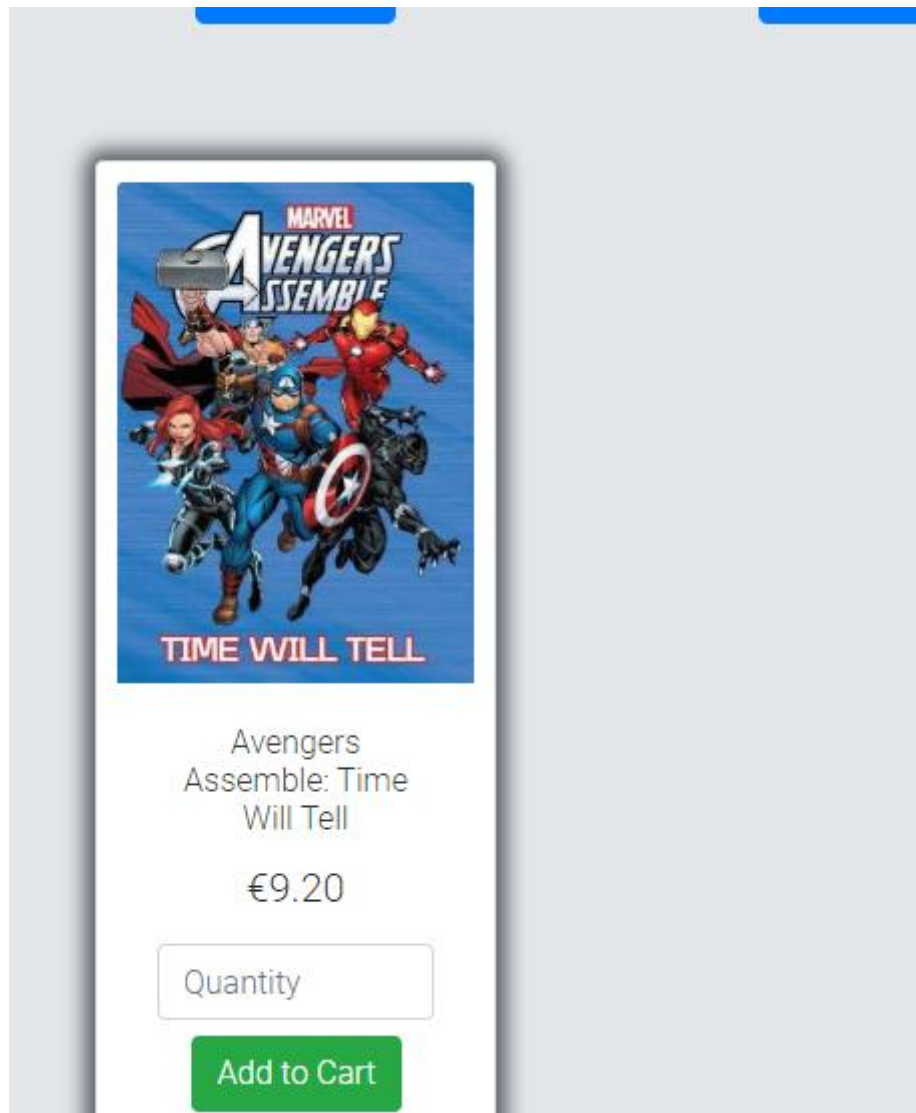 MARVEL
AVENGERS
ASSEMBLE
TIME WILL TELL
Avengers
Assemble: Time
Will Tell
€9.20
Quantity
Add to Cart